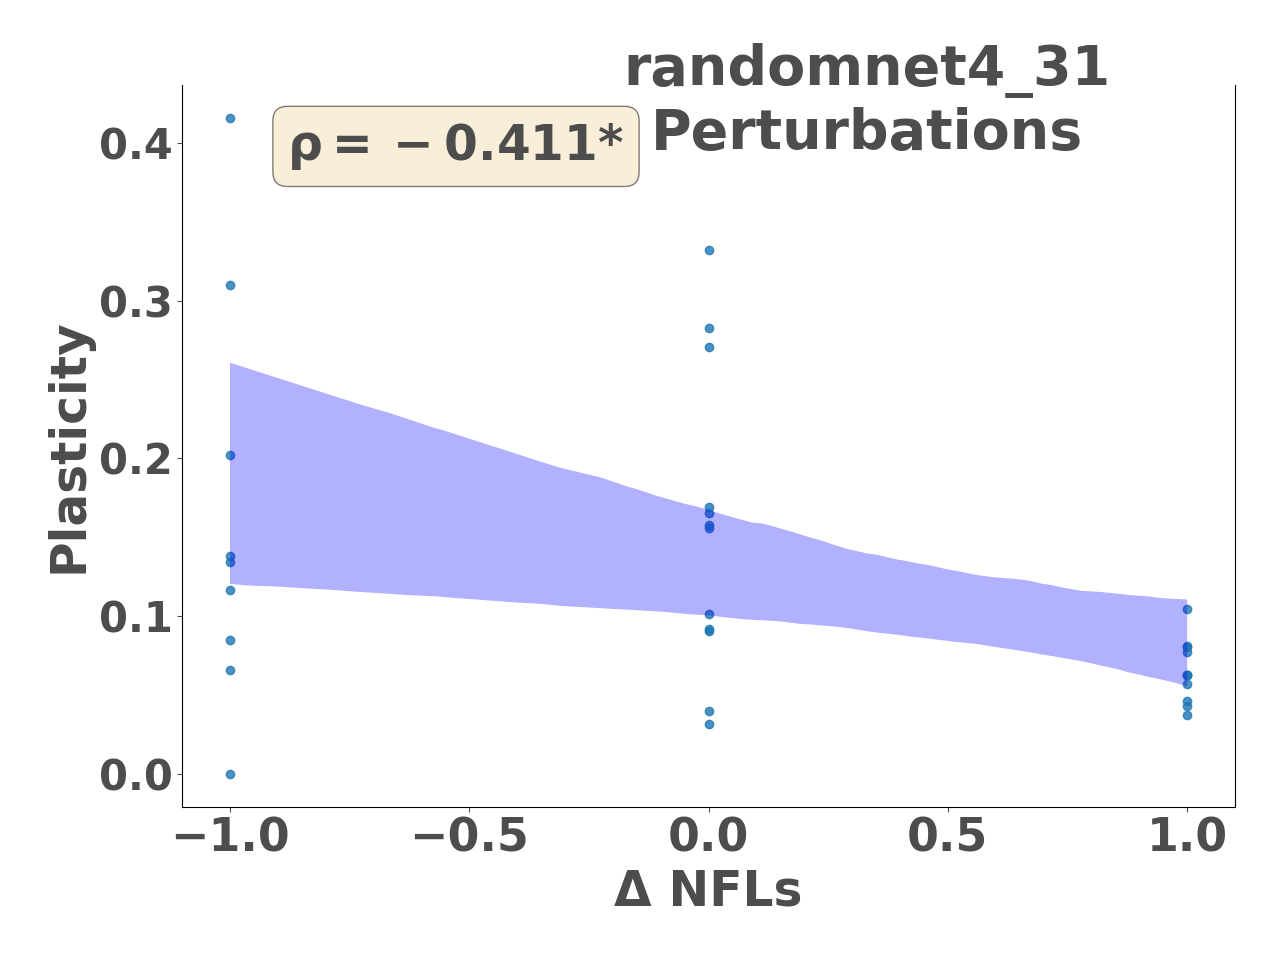 randomnet4_31
Perturbations
ρ = − 0.411*
Plasticity
0.4
0.3
0.2
0.1
0.0
−1.0
−0.5
0.0
0.5
1.0
Δ NFLs